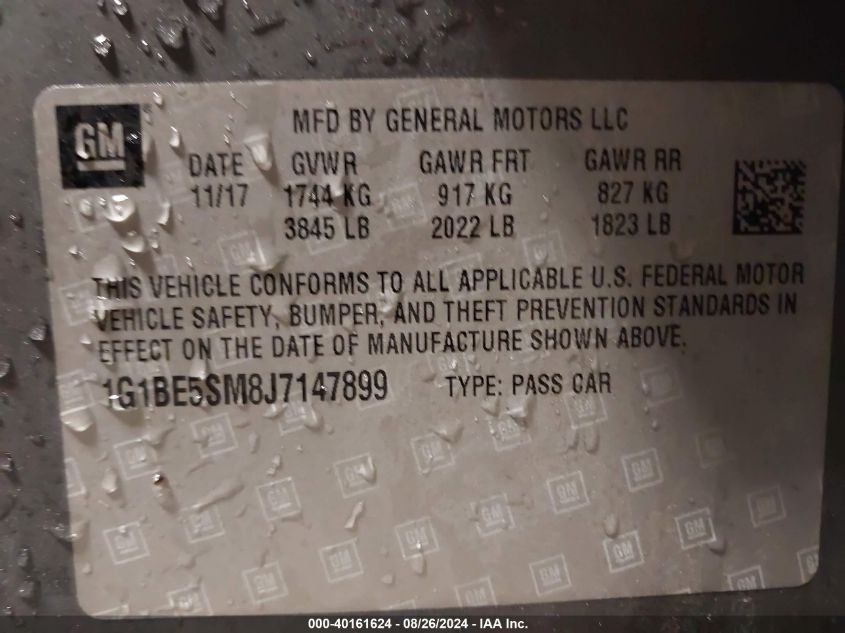 GM
MFD BY GENERAL MOTORS LLC
DATE GVWR GAWR FRT GAWR RR
11/17 1744 KG 917 KG 827 KG
3845 LB 2022 LB 1823 LB
THIS VEHICLE CONFORMS TO ALL APPLICABLE U.S. FEDERAL MOTOR
VEHICLE SAFETY, BUMPER, AND THEFT PREVENTION STANDARDS IN
EFFECT ON THE DATE OF MANUFACTURE SHOWN ABOVE.
1G1BE5SM8J7147899 TYPE: PASS CAR
000-40161624 / 08/26/2024 - IAA Inc.